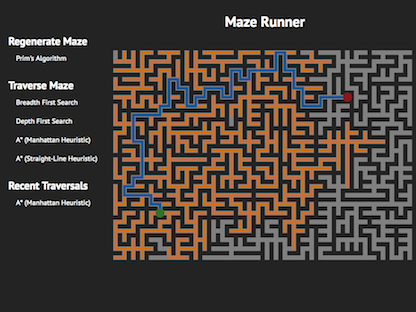 Maze Runner
Regenerate Maze
Prim's Algorithm
Traverse Maze
Breadth First Search
Depth First Search
A* (Manhattan Heuristic)
A* (Straight-Line Heuristic)
Recent Traversals
A* (Manhattan Heuristic)